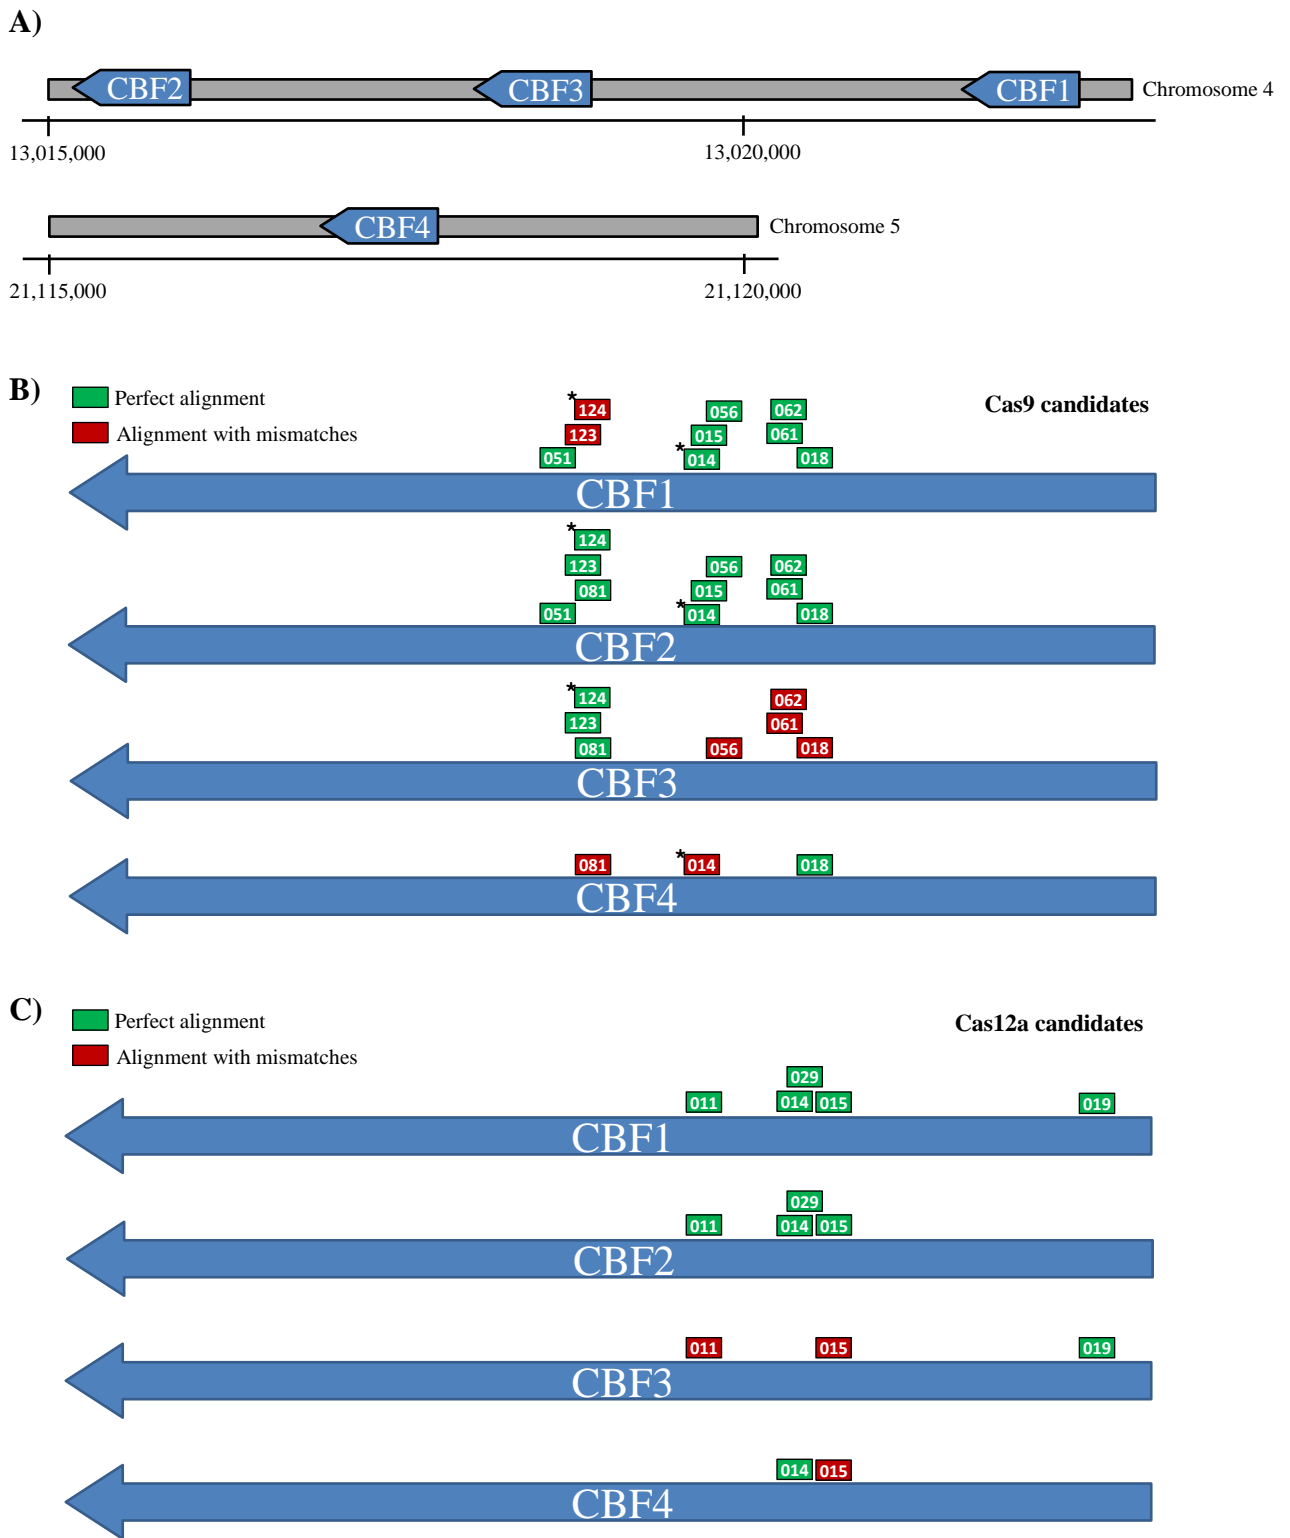 A)
CBF2 CBF3 CBF1 Chromosome 4
13,015,000 13,020,000
CBF4 Chromosome 5
21,115,000 21,120,000
B)
Perfect alignment
Alignment with mismatches
Cas9 candidates
* 124 056 062
123 015 061
051 * 014 018
CBF1
* 124
123 056 062
081 015 061
051 * 014 018
CBF2
* 124 062
123 061
081 056 018
CBF3
081 * 014 018
CBF4
C)
Perfect alignment
Alignment with mismatches
Cas12a candidates
029
011 014 015 019
CBF1
029
011 014 015
CBF2
011 015 019
CBF3
014 015
CBF4